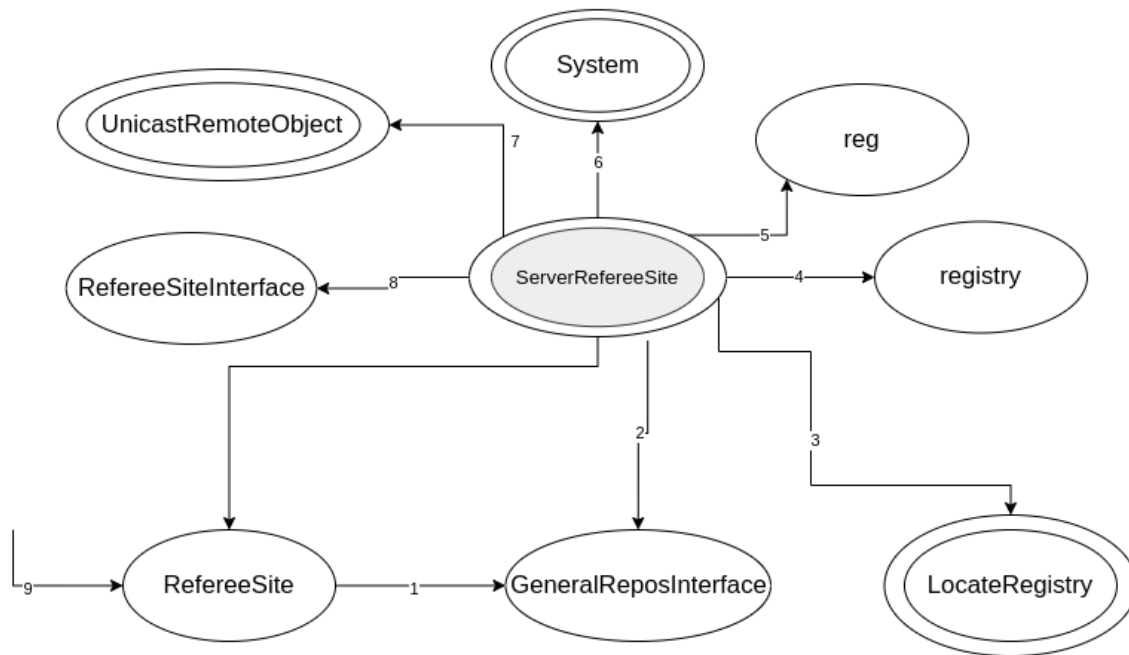 System
UnicastRemoteObject
7
reg
6
5
ServerRefereeSite
RefereeSiteInterface
8
4
registry
2
3
9
RefereeSite
1
GeneralReposInterface
LocateRegistry